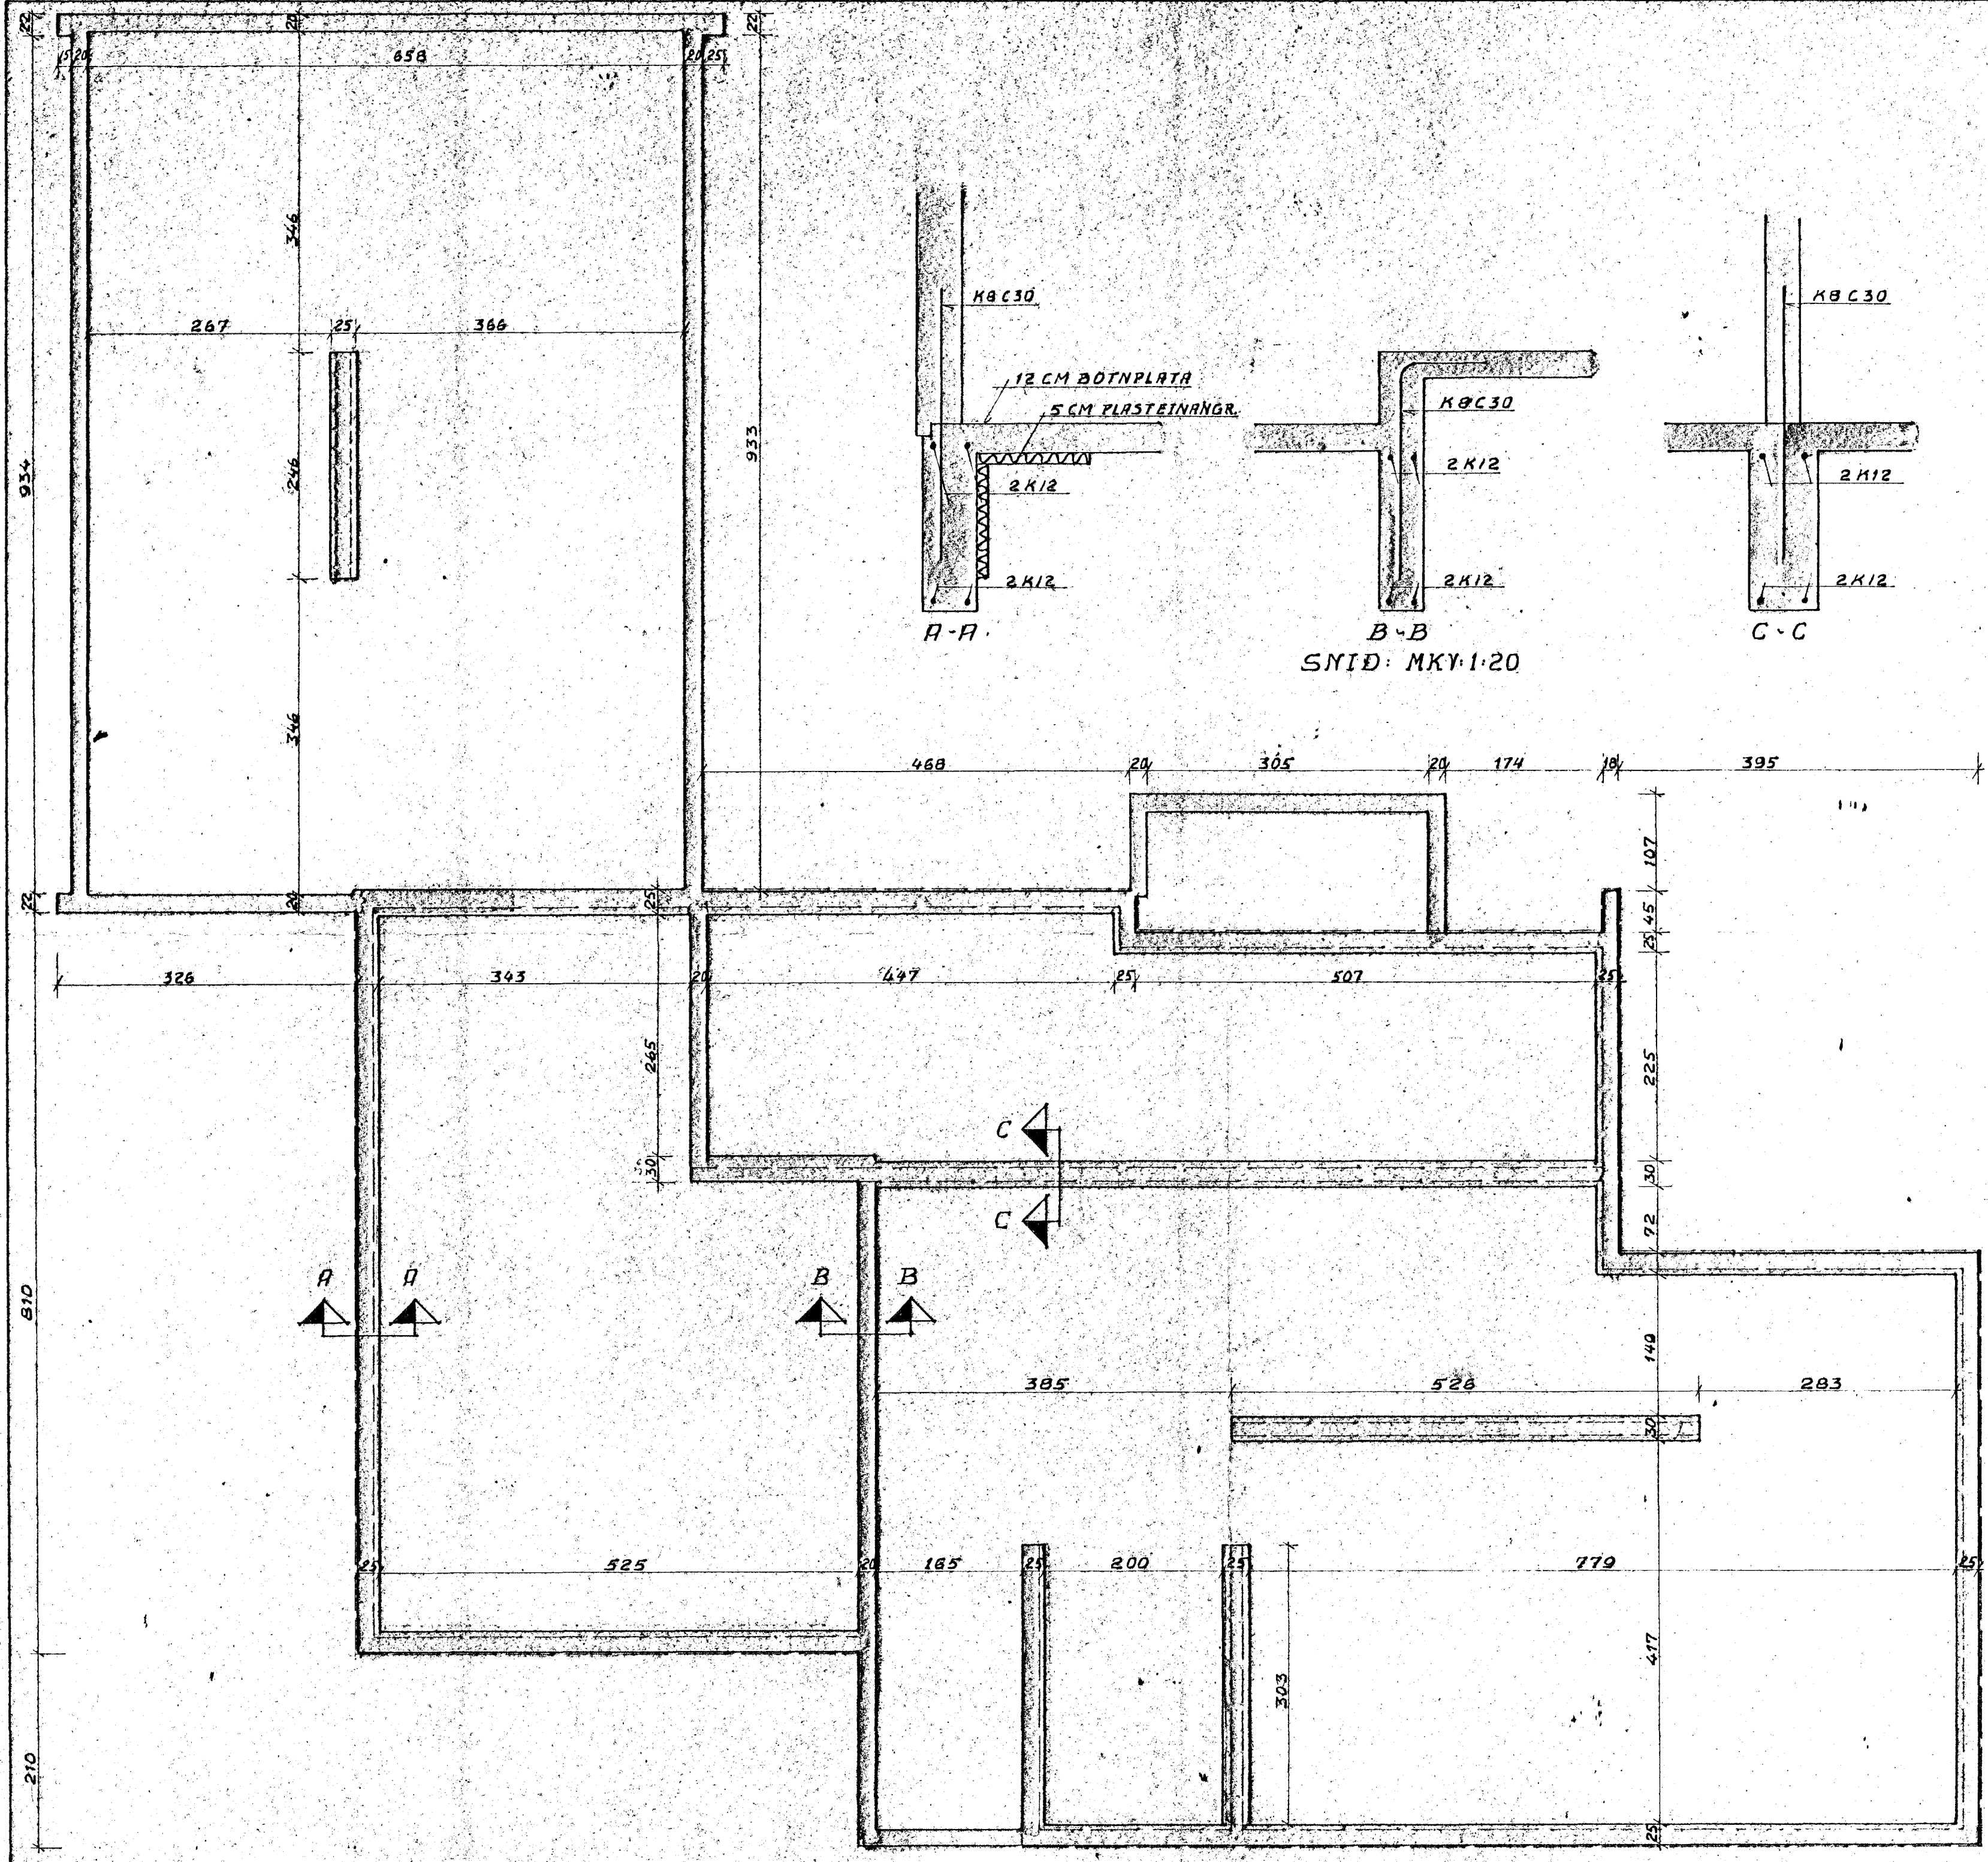 22
20
22
15 20 658 20 25
346
267 25 366
934
246
933
346
22
20
K8 C30
12 CM BOTNPLATA
5 CM PLASTEINANGR.
2 K12
2 K12
A-A
K8 C30
2 K12
2 K12
B-B
SNIÐ: MKV: 1:20
K8 C30
2 K12
2 K12
C-C
468 20 305 20 174 18 395
107
45
25
25
326 343 20 447 25 507 25
265
225
30
C
C
30
72
A A
B B
810
149
385 528 283
30
25 525 20 165 25 200 25 779 25
303
417
210
25